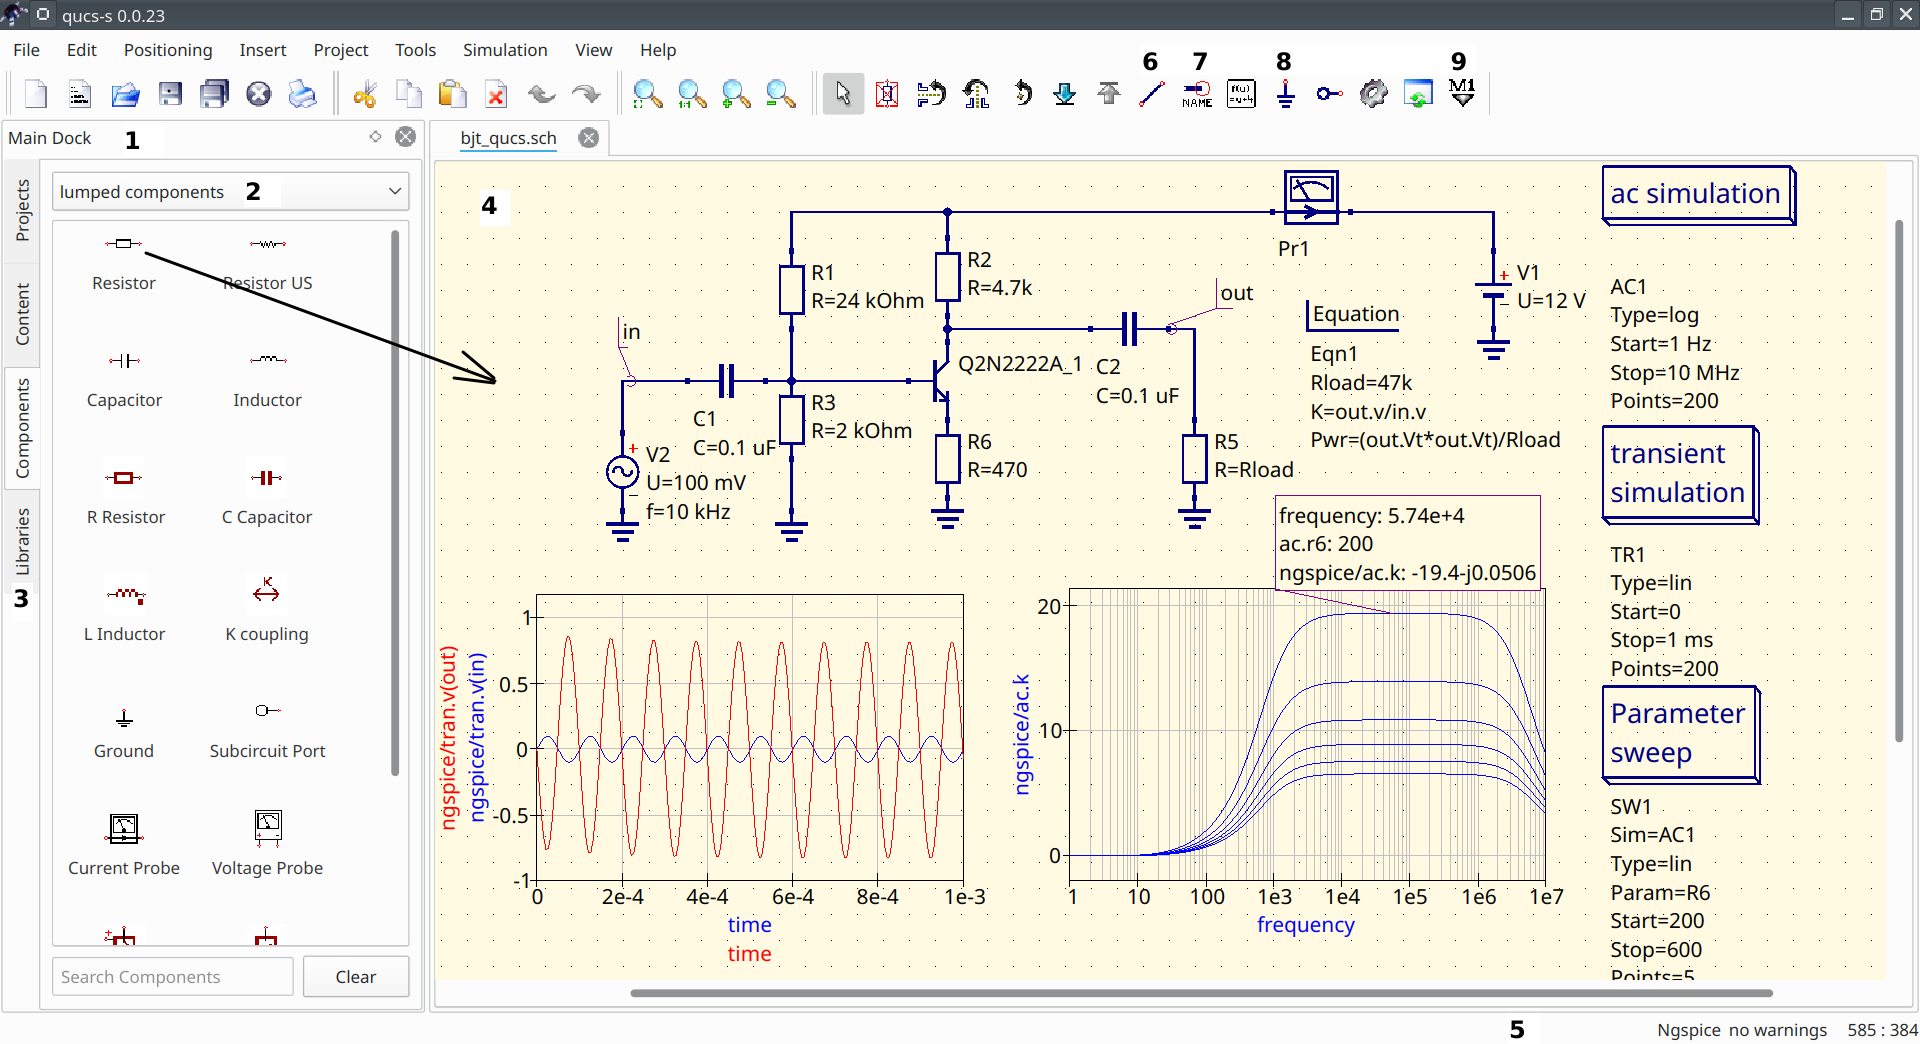 qucs-s 0.0.23
File Edit Positioning Insert Project Tools Simulation View Help
6 7 8 9
NAME
f(u)
M1
Main Dock 1
bjt_qucs.sch
Projects
Content
Components
Libraries
3
lumped components 2
Resistor Resistor US
Capacitor Inductor
R Resistor C Capacitor
K
L Inductor K coupling
Ground Subcircuit Port
Current Probe Voltage Probe
Search Components Clear
4
Pr1
R1
R=24 kOhm
R2
R=4.7k
in
out
C1
C=0.1 uF
R3
R=2 kOhm
Q2N2222A_1
C2
C=0.1 uF
V2
U=100 mV
f=10 kHz
R6
R=470
R5
R=Rload
V1
U=12 V
Equation
Eqn1
Rload=47k
K=out.v/in.v
Pwr=(out.Vt*out.Vt)/Rload
ac simulation
AC1
Type=log
Start=1 Hz
Stop=10 MHz
Points=200
transient
simulation
TR1
Type=lin
Start=0
Stop=1 ms
Points=200
Parameter
sweep
SW1
Sim=AC1
Type=lin
Param=R6
Start=200
Stop=600
Points=5
frequency: 5.74e+4
ac.r6: 200
ngspice/ac.k: -19.4-j0.0506
ngspice/tran.v(out)
ngspice/tran.v(in)
1
0.5
0
-0.5
-1
0 2e-4 4e-4 6e-4 8e-4 1e-3
time
time
ngspice/ac.k
20
10
0
1 10 100 1e3 1e4 1e5 1e6 1e7
frequency
5
Ngspice no warnings 585 : 384